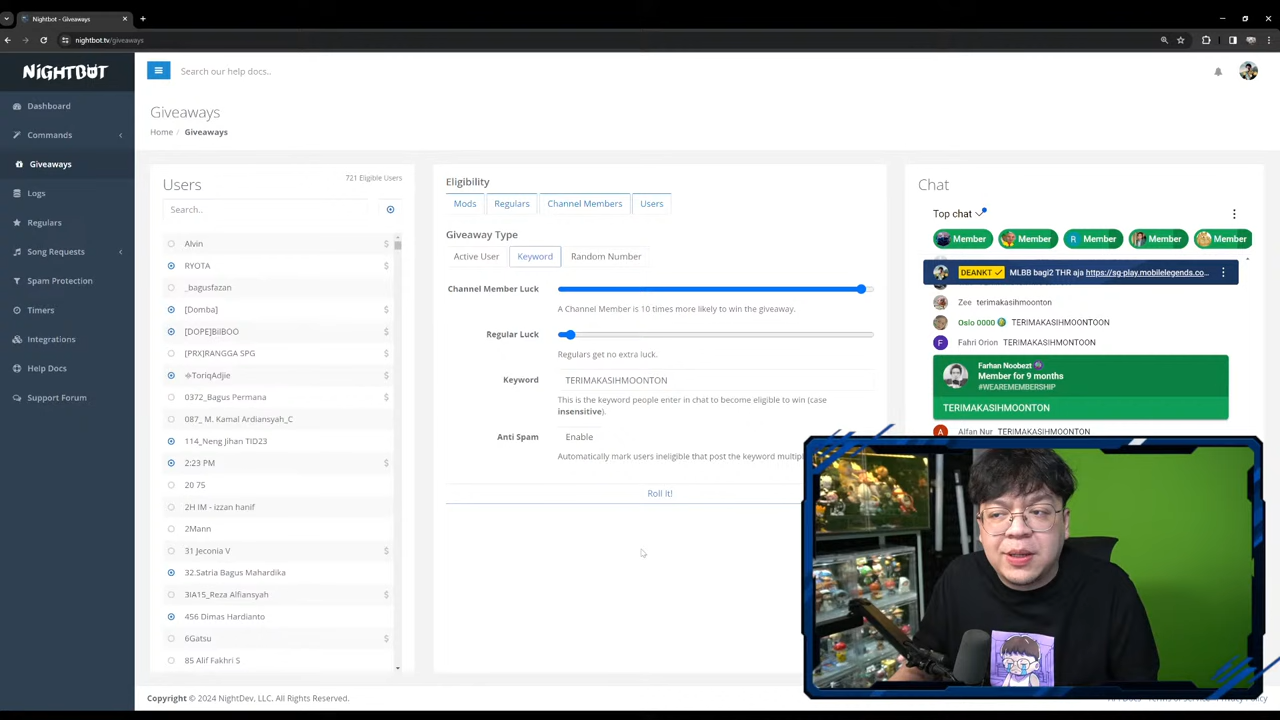 Nightbot - Giveaways
nightbot.tv/giveaways
NiGHTBOT
Search our help docs..
Dashboard
Commands
Giveaways
Logs
Regulars
Song Requests
Spam Protection
Timers
Integrations
Help Docs
Support Forum
Giveaways
Home / Giveaways
Users
721 Eligible Users
Search..
Alvin $
RYOTA $
_bagusfazan
[Domba] $
[DOPE]BIIBOO $
[PRX]RANGGA SPG $
ToriqAdjie $
0372_Bagus Permana $
087_ M. Kamal Ardiansyah_C
114_Neng Jihan TID23 $
2:23 PM $
20 75
2H IM - izzan hanif
2Mann
31 Jeconia V $
32.Satria Bagus Mahardika
3IA15_Reza Alfiansyah $
456 Dimas Hardianto
6Gatsu $
85 Alif Fakhri S
Eligibility
Mods Regulars Channel Members Users
Giveaway Type
Active User Keyword Random Number
Channel Member Luck
A Channel Member is 10 times more likely to win the giveaway.
Regular Luck
Regulars get no extra luck.
Keyword TERIMAKASIHMOONTON
This is the keyword people enter in chat to become eligible to win (case
insensitive).
Anti Spam Enable
Automatically mark users ineligible that post the keyword
Roll It!
Chat
Top chat
Member Member Member Member Member
DEANKT MLBB bagi2 THR aja https://sg-play.mobilelegends.co...
Zee terimakasihmoonton
Oslo 0000 TERIMAKASIHMOONTOON
Fahri Orion TERIMAKASIHMOONTOON
Farhan Noobezt
Member for 9 months
#WEAREMEMBERSHIP
TERIMAKASIHMOONTON
Alfan Nur TERIMAKASIHMOONTON
Copyright © 2024 NightDev, LLC. All Rights Reserved.